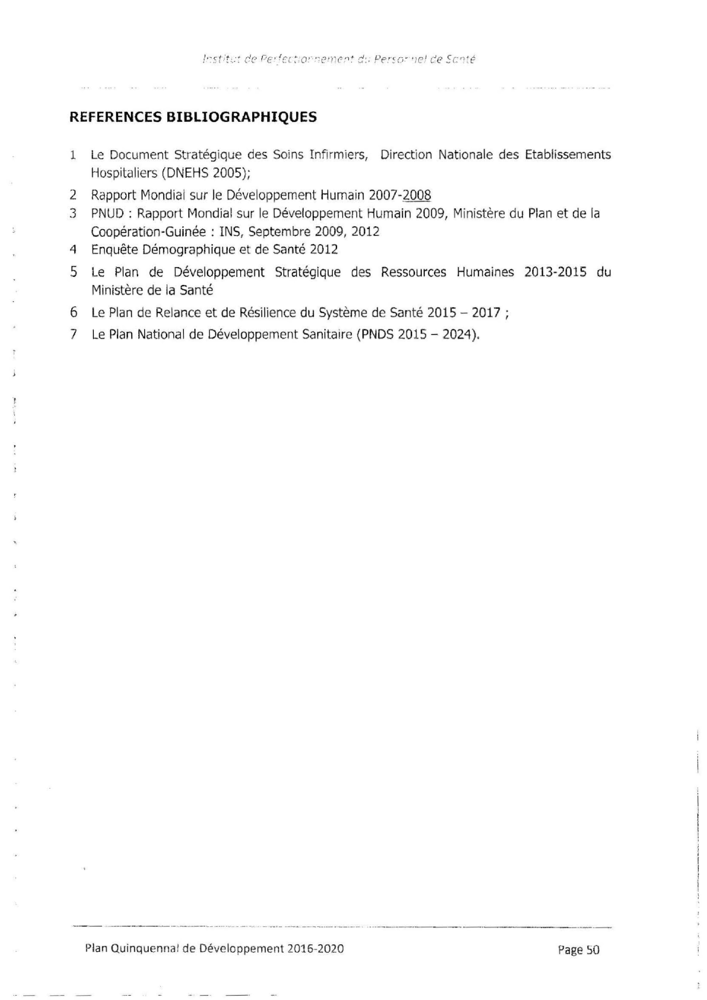 Institut de Perfectionnement du Personnel de Santé
REFERENCES BIBLIOGRAPHIQUES
1 Le Document Stratégique des Soins Infirmiers, Direction Nationale des Etablissements
Hospitaliers (DNEHS 2005);
2 Rapport Mondial sur le Développement Humain 2007-2008
3 PNUD : Rapport Mondial sur le Développement Humain 2009, Ministère du Plan et de la
Coopération-Guinée : INS, Septembre 2009, 2012
4 Enquête Démographique et de Santé 2012
5 Le Plan de Développement Stratégique des Ressources Humaines 2013-2015 du
Ministère de la Santé
6 Le Plan de Relance et de Résilience du Système de Santé 2015 – 2017 ;
7 Le Plan National de Développement Sanitaire (PNDS 2015 – 2024).
Plan Quinquennal de Développement 2016-2020 Page 50